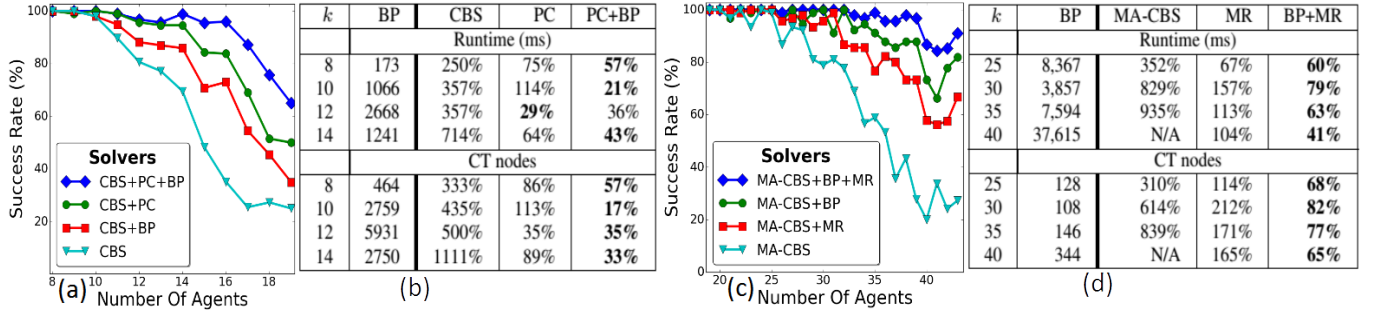 100
80
60
40
20
Success Rate (%)
Solvers
CBS+PC+BP
CBS+PC
CBS+BP
CBS
8 10 12 14 16 18
(a) Number Of Agents
k BP CBS PC PC+BP
Runtime (ms)
8 173 250% 75% 57%
10 1066 357% 114% 21%
12 2668 357% 29% 36%
14 1241 714% 64% 43%
CT nodes
8 464 333% 86% 57%
10 2759 435% 113% 17%
12 5931 500% 35% 35%
14 2750 1111% 89% 33%
(b)
100
80
60
40
20
0
Success Rate (%)
Solvers
MA-CBS+BP+MR
MA-CBS+BP
MA-CBS+MR
MA-CBS
20 25 30 35 40
(c) Number Of Agents
k BP MA-CBS MR BP+MR
Runtime (ms)
25 8,367 352% 67% 60%
30 3,857 829% 157% 79%
35 7,594 935% 113% 63%
40 37,615 N/A 104% 41%
CT nodes
25 128 310% 114% 68%
30 108 614% 212% 82%
35 146 839% 171% 77%
40 344 N/A 165% 65%
(d)